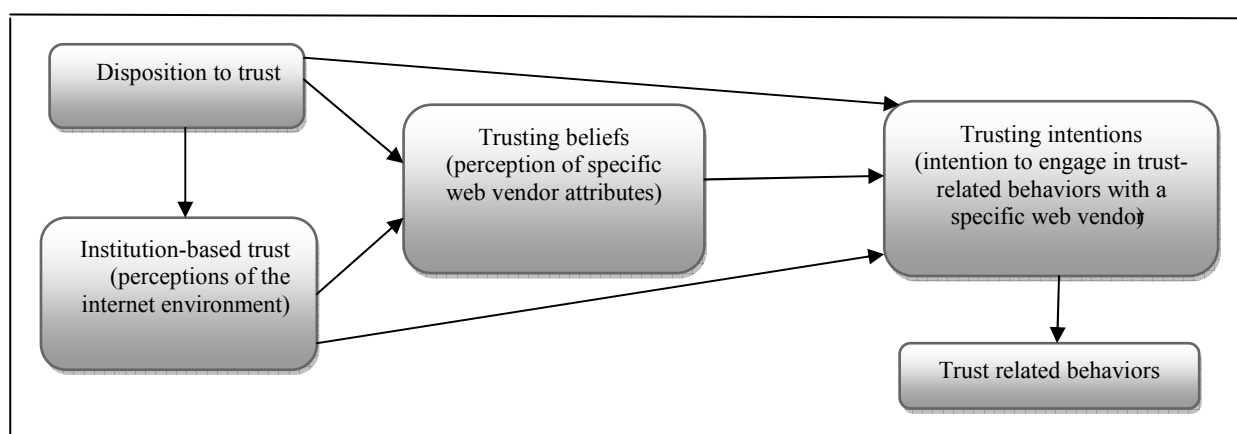 Disposition to trust
Institution-based trust
(perceptions of the
internet environment)
Trusting beliefs
(perception of specific
web vendor attributes)
Trusting intentions
(intention to engage in trust-
related behaviors with a
specific web vendor)
Trust related behaviors